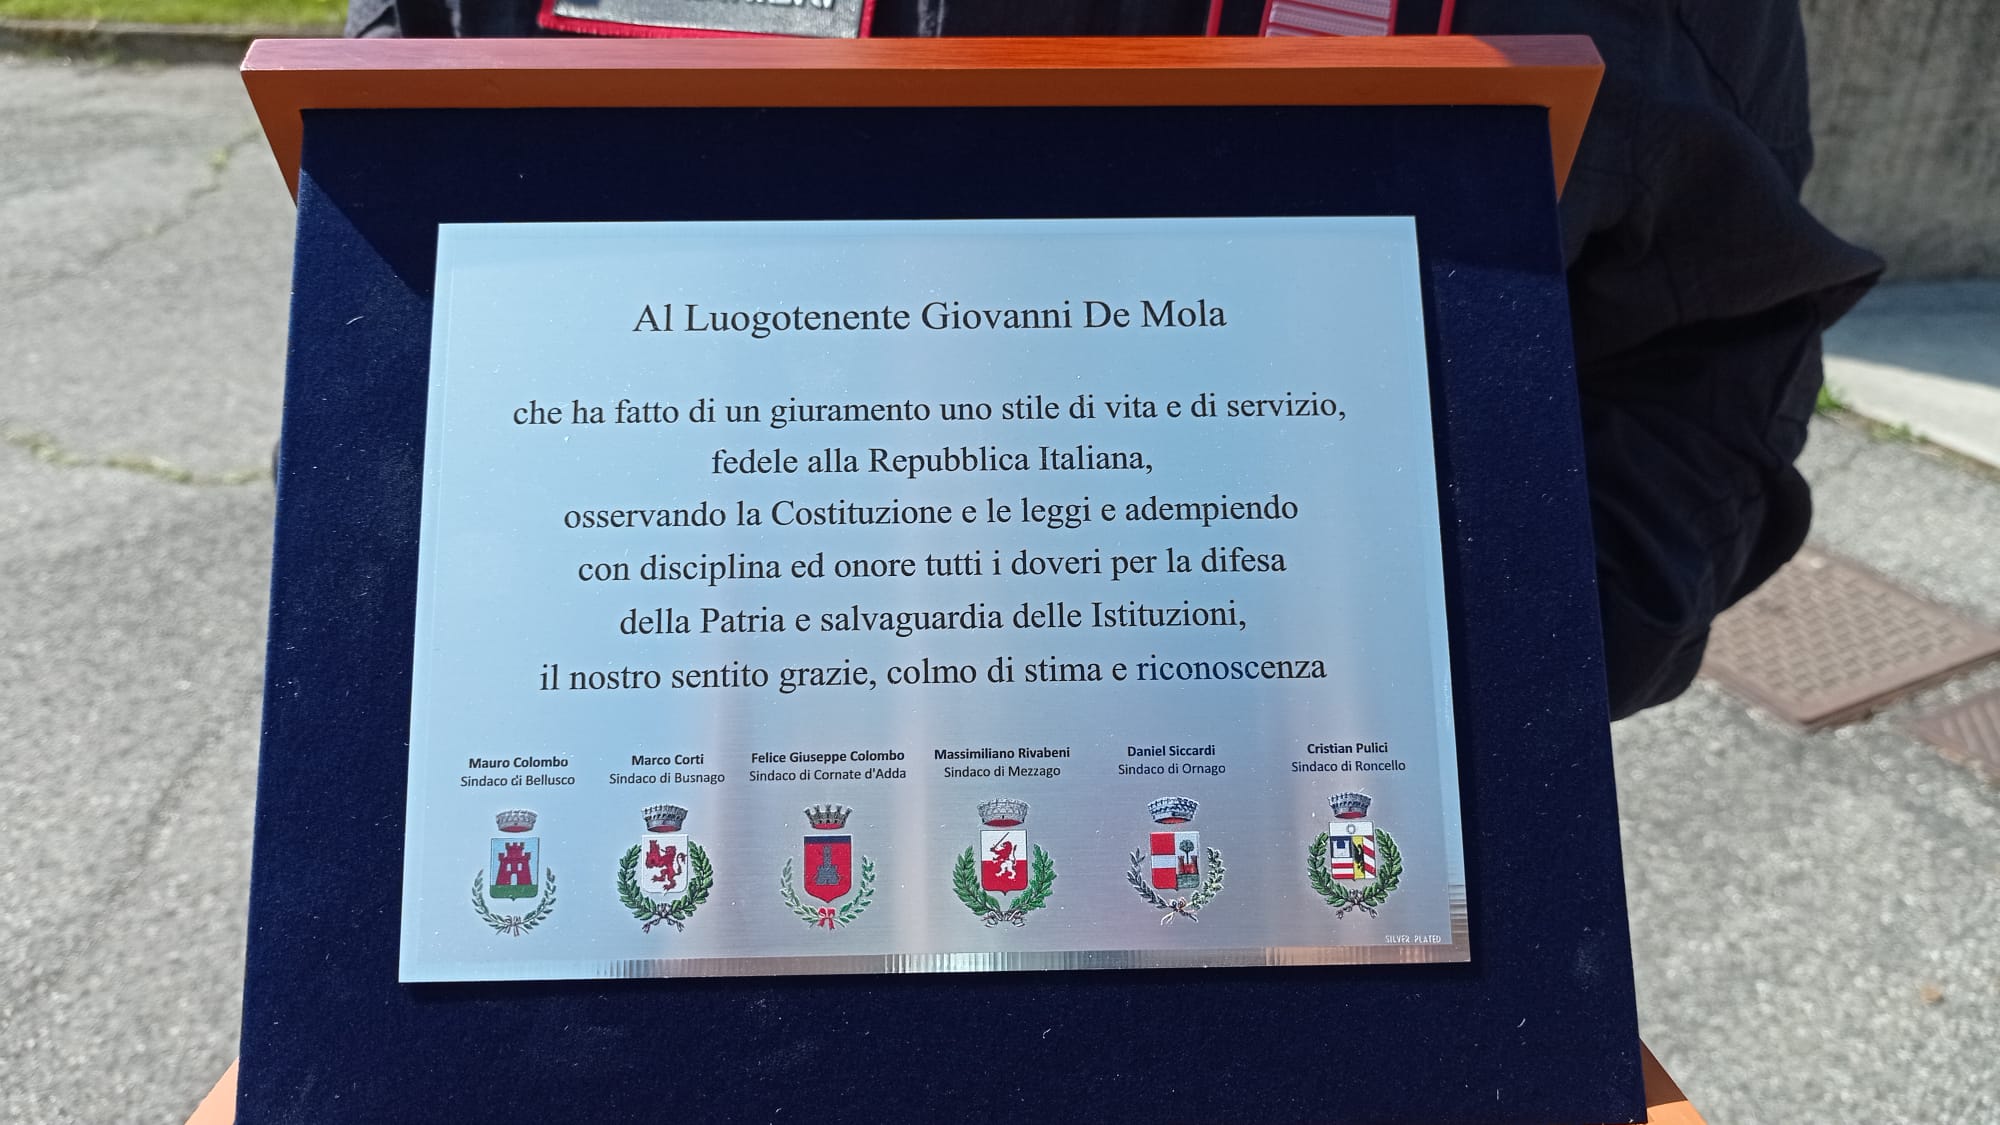 Al Luogotenente Giovanni De Mola
che ha fatto di un giuramento uno stile di vita e di servizio,
fedele alla Repubblica Italiana,
osservando la Costituzione e le leggi e adempiendo
con disciplina ed onore tutti i doveri per la difesa
della Patria e salvaguardia delle Istituzioni,
il nostro sentito grazie, colmo di stima e riconoscenza
Mauro Colombo
Sindaco di Bellusco
Marco Corti
Sindaco di Busnago
Felice Giuseppe Colombo
Sindaco di Cornate d'Adda
Massimiliano Rivabeni
Sindaco di Mezzago
Daniel Siccardi
Sindaco di Ornago
Cristian Pulici
Sindaco di Roncello
SILVER PLATED